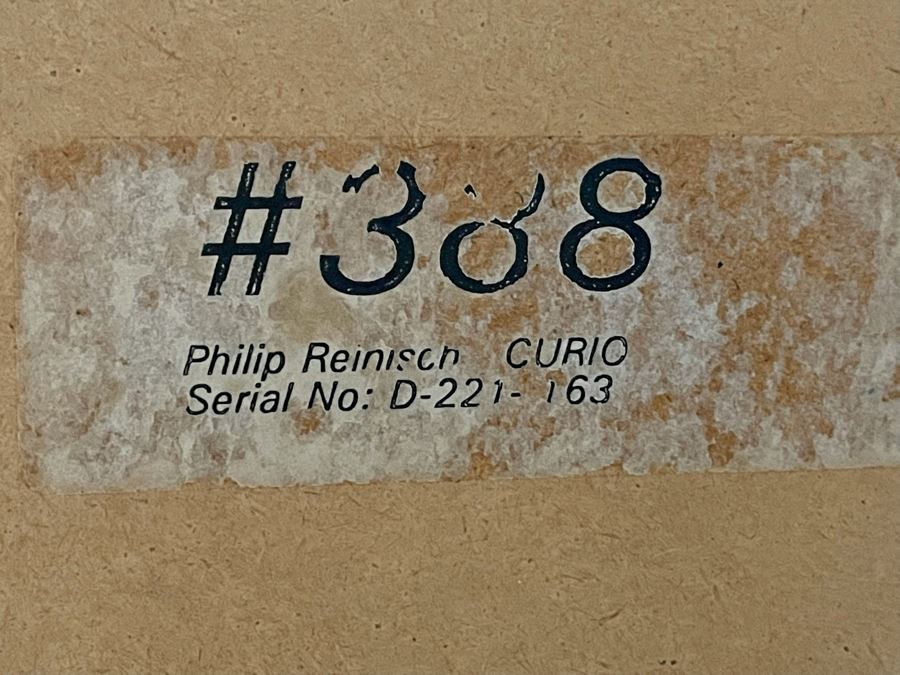 #388
Philip Reinisch CURIO
Serial No: D-221-163